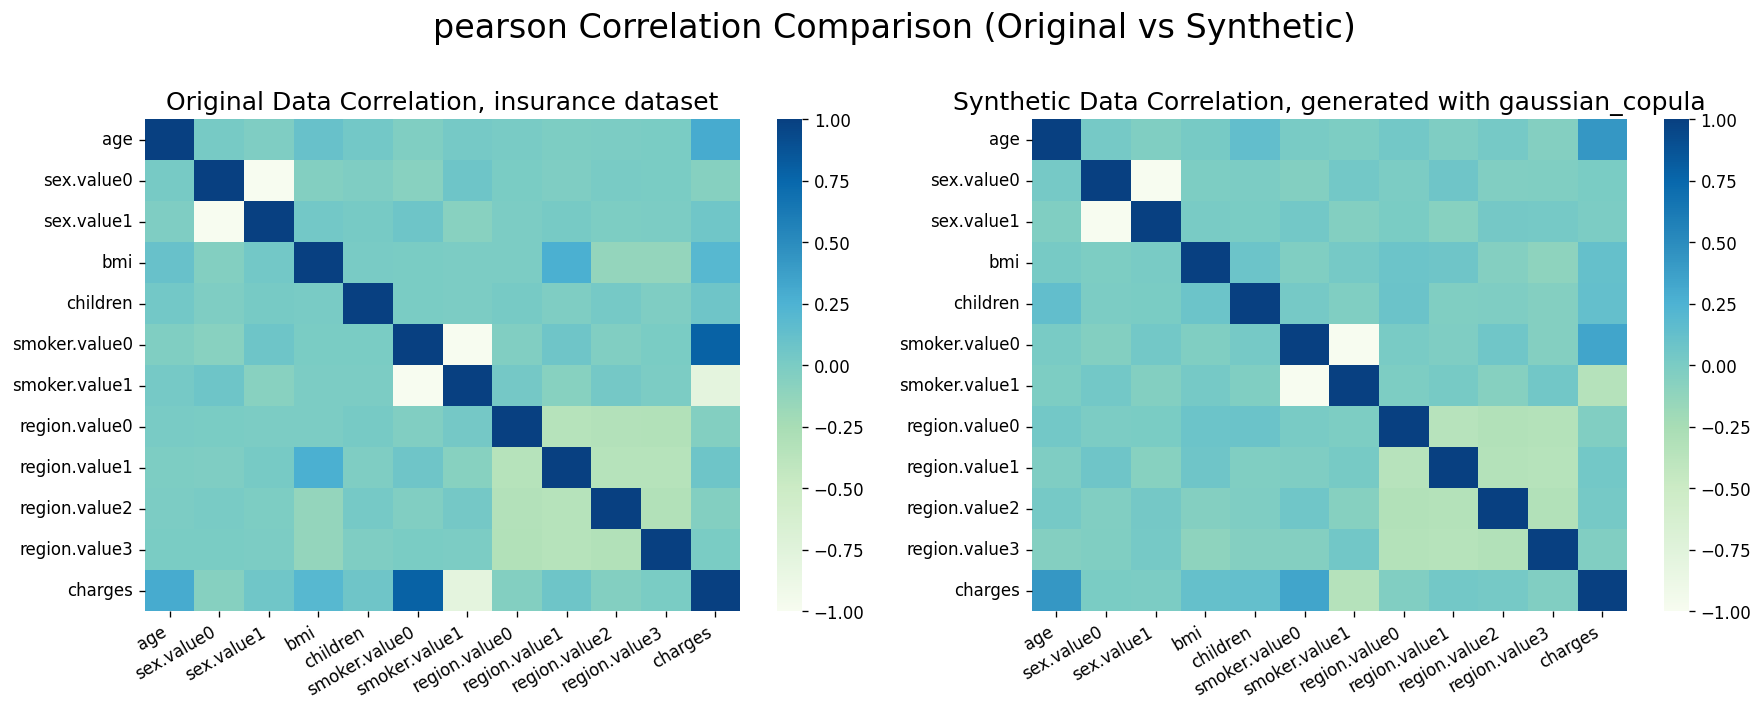 pearson Correlation Comparison (Original vs Synthetic)
Original Data Correlation, insurance dataset
age
sex.value0
sex.value1
bmi
children
smoker.value0
smoker.value1
region.value0
region.value1
region.value2
region.value3
charges
age
sex.value0
sex.value1
bmi
children
smoker.value0
smoker.value1
region.value0
region.value1
region.value2
region.value3
charges
1.00
0.75
0.50
0.25
0.00
−0.25
−0.50
−0.75
−1.00
Synthetic Data Correlation, generated with gaussian_copula
age
sex.value0
sex.value1
bmi
children
smoker.value0
smoker.value1
region.value0
region.value1
region.value2
region.value3
charges
age
sex.value0
sex.value1
bmi
children
smoker.value0
smoker.value1
region.value0
region.value1
region.value2
region.value3
charges
1.00
0.75
0.50
0.25
0.00
−0.25
−0.50
−0.75
−1.00